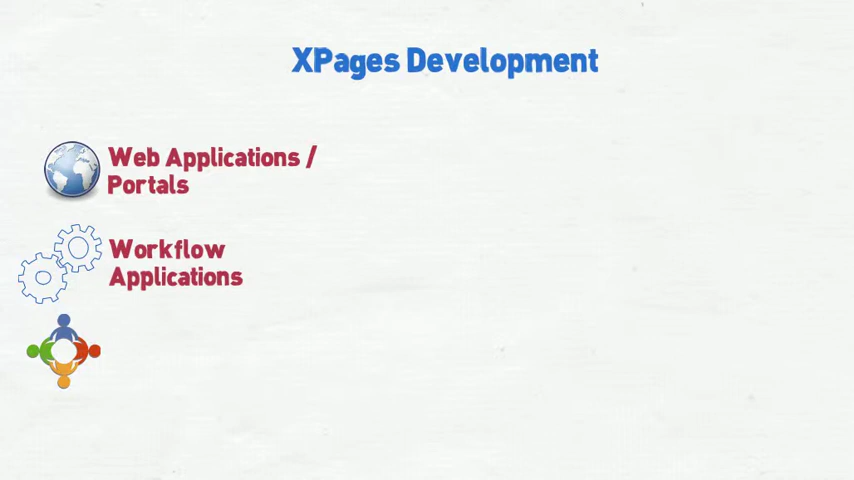 XPages Development
Web Applications /
Portals
Workflow
Applications